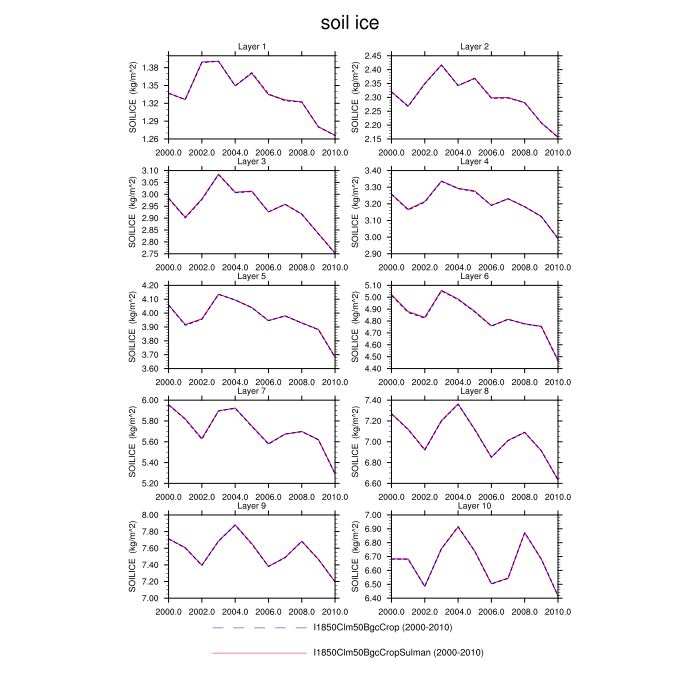 soil ice
Layer 1
SOILICE (kg/m^2)
1.38
1.35
1.32
1.29
1.26
2000.0 2002.0 2004.0 2006.0 2008.0 2010.0
Layer 2
SOILICE (kg/m^2)
2.45
2.40
2.35
2.30
2.25
2.20
2.15
2000.0 2002.0 2004.0 2006.0 2008.0 2010.0
Layer 3
SOILICE (kg/m^2)
3.10
3.05
3.00
2.95
2.90
2.85
2.80
2.75
2000.0 2002.0 2004.0 2006.0 2008.0 2010.0
Layer 4
SOILICE (kg/m^2)
3.40
3.30
3.20
3.10
3.00
2.90
2000.0 2002.0 2004.0 2006.0 2008.0 2010.0
Layer 5
SOILICE (kg/m^2)
4.20
4.10
4.00
3.90
3.80
3.70
3.60
2000.0 2002.0 2004.0 2006.0 2008.0 2010.0
Layer 6
SOILICE (kg/m^2)
5.10
5.00
4.90
4.80
4.70
4.60
4.50
4.40
2000.0 2002.0 2004.0 2006.0 2008.0 2010.0
Layer 7
SOILICE (kg/m^2)
6.00
5.80
5.60
5.40
5.20
2000.0 2002.0 2004.0 2006.0 2008.0 2010.0
Layer 8
SOILICE (kg/m^2)
7.40
7.20
7.00
6.80
6.60
2000.0 2002.0 2004.0 2006.0 2008.0 2010.0
Layer 9
SOILICE (kg/m^2)
8.00
7.80
7.60
7.40
7.20
7.00
2000.0 2002.0 2004.0 2006.0 2008.0 2010.0
Layer 10
SOILICE (kg/m^2)
7.00
6.90
6.80
6.70
6.60
6.50
6.40
2000.0 2002.0 2004.0 2006.0 2008.0 2010.0
I1850Clm50BgcCrop (2000-2010)
I1850Clm50BgcCropSulman (2000-2010)